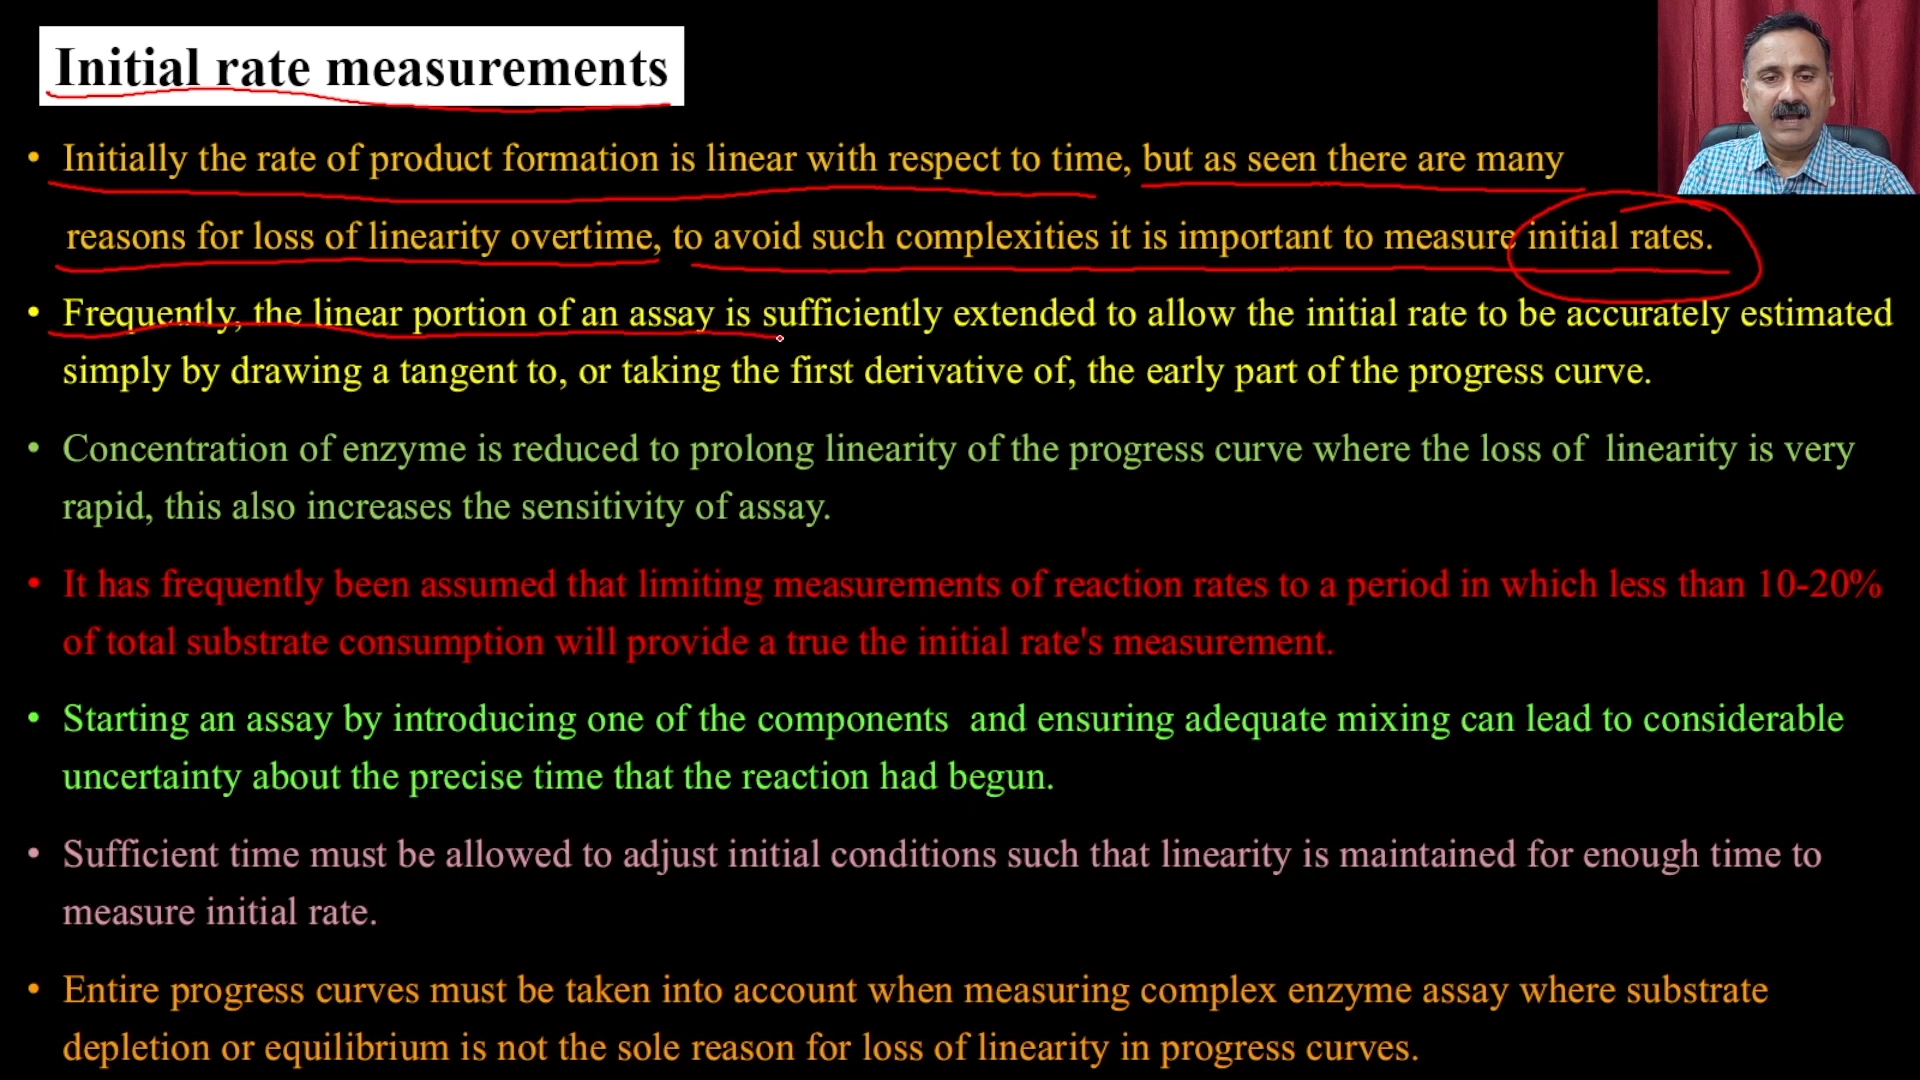 Initial rate measurements
• Initially the rate of product formation is linear with respect to time, but as seen there are many
reasons for loss of linearity overtime, to avoid such complexities it is important to measure initial rates.
• Frequently, the linear portion of an assay is sufficiently extended to allow the initial rate to be accurately estimated
simply by drawing a tangent to, or taking the first derivative of, the early part of the progress curve.
• Concentration of enzyme is reduced to prolong linearity of the progress curve where the loss of  linearity is very
rapid, this also increases the sensitivity of assay.
• It has frequently been assumed that limiting measurements of reaction rates to a period in which less than 10-20%
of total substrate consumption will provide a true the initial rate's measurement.
• Starting an assay by introducing one of the components  and ensuring adequate mixing can lead to considerable
uncertainty about the precise time that the reaction had begun.
• Sufficient time must be allowed to adjust initial conditions such that linearity is maintained for enough time to
measure initial rate.
• Entire progress curves must be taken into account when measuring complex enzyme assay where substrate
depletion or equilibrium is not the sole reason for loss of linearity in progress curves.